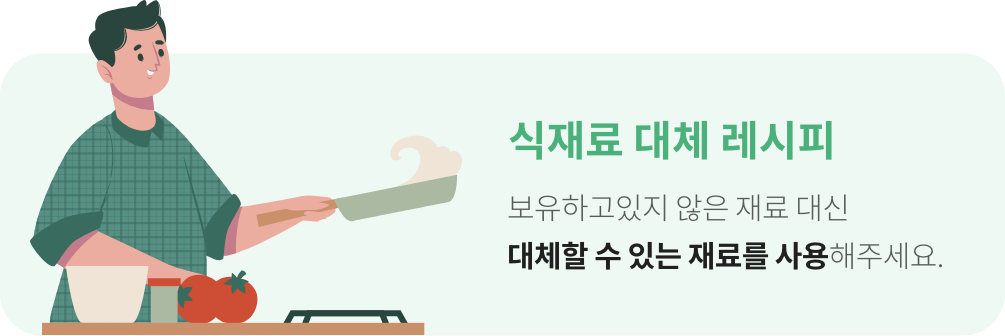 식재료 대체 레시피
보유하고있지 않은 재료 대신
대체할 수 있는 재료를 사용해주세요.